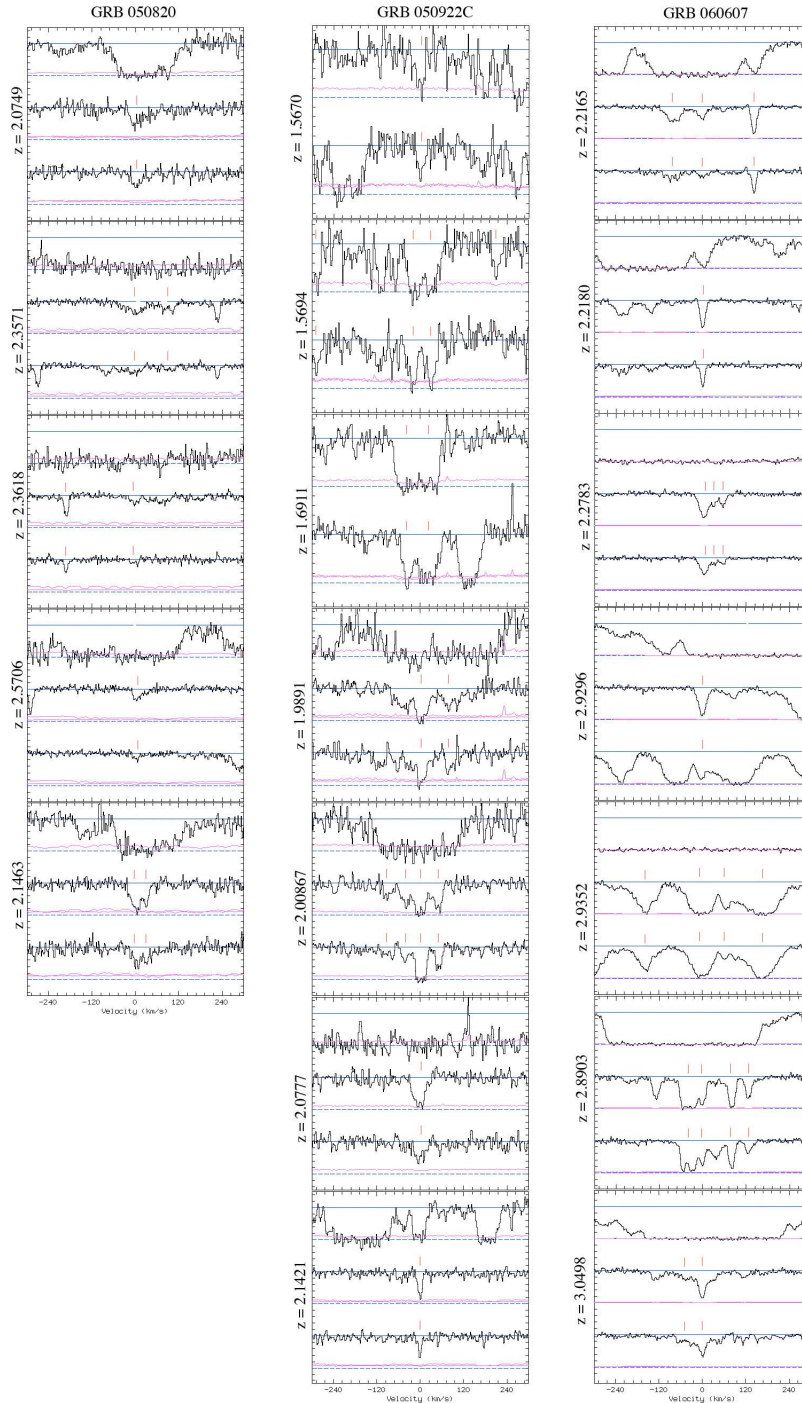 GRB 050820
z = 2.0749
z = 2.3571
z = 2.3618
z = 2.5706
z = 2.1463
-240 -120 0 120 240
Velocity (km/s)
GRB 050922C
z = 1.5670
z = 1.5694
z = 1.6911
z = 1.9891
z = 2.00867
z = 2.0777
z = 2.1421
-240 -120 0 120 240
Velocity (km/s)
GRB 060607
z = 2.2165
z = 2.2180
z = 2.2783
z = 2.9296
z = 2.9352
z = 2.8903
z = 3.0498
-240 -120 0 120 240
Velocity (km/s)